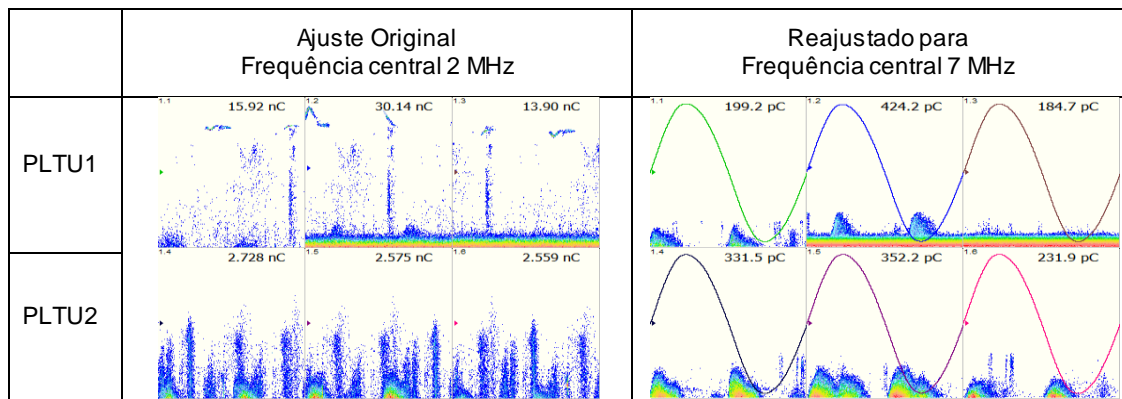 Ajuste Original
Frequência central 2 MHz
Reajustado para
Frequência central 7 MHz
PLTU1
1.1 15.92 nC 1.2 30.14 nC 1.3 13.90 nC
1.1 199.2 pC 1.2 424.2 pC 1.3 184.7 pC
PLTU2
1.4 2.728 nC 1.5 2.575 nC 1.6 2.559 nC
1.4 331.5 pC 1.5 352.2 pC 1.6 231.9 pC